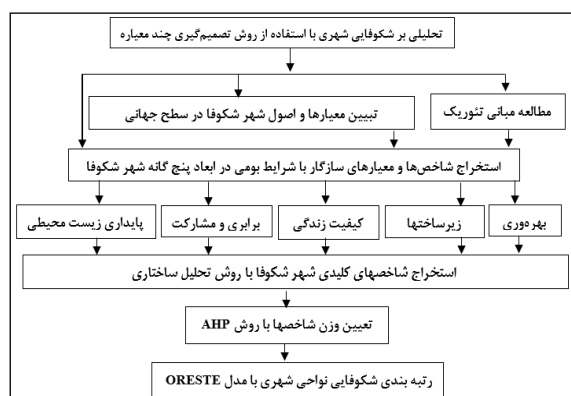 تحلیلی بر شکوفایی شهری با استفاده از روش تصمیم‌گیری چند معیاره
مطالعه مبانی تئوریک
تبیین معیارها و اصول شهر شکوفا در سطح جهانی
استخراج شاخص‌ها و معیارهای سازگار با شرایط بومی در ابعاد پنج گانه شهر شکوفا
بهره‌وری
زیرساختها
کیفیت زندگی
برابری و مشارکت
پایداری زیست محیطی
استخراج شاخصهای کلیدی شهر شکوفا با روش تحلیل ساختاری
تعیین وزن شاخصها با روش AHP
رتبه بندی شکوفایی نواحی شهری با مدل ORESTE